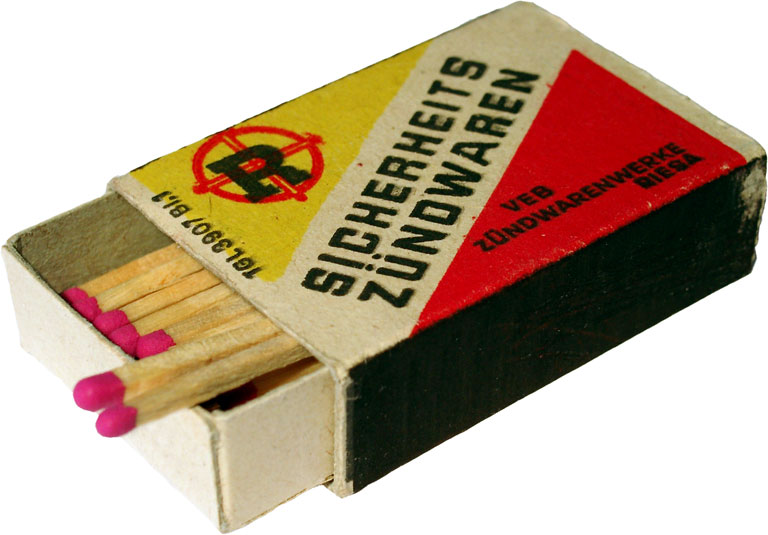 R
TGL 3907 Bl.1
SICHERHEITS
ZÜNDWAREN
VEB
ZÜNDWARENWERKE
RIESA